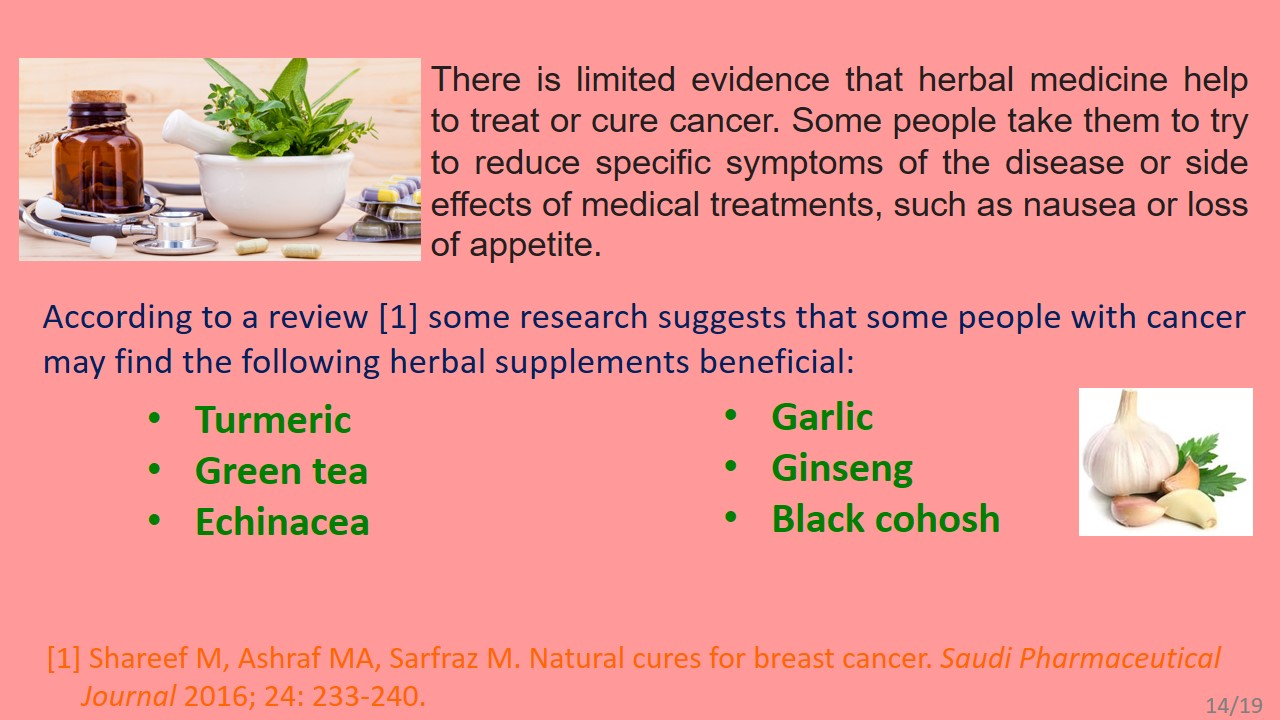 There is limited evidence that herbal medicine help
to treat or cure cancer. Some people take them to try
to reduce specific symptoms of the disease or side
effects of medical treatments, such as nausea or loss
of appetite.
According to a review [1] some research suggests that some people with cancer
may find the following herbal supplements beneficial:
• Turmeric
• Green tea
• Echinacea
• Garlic
• Ginseng
• Black cohosh
[1] Shareef M, Ashraf MA, Sarfraz M. Natural cures for breast cancer. Saudi Pharmaceutical
Journal 2016; 24: 233-240.
14/19